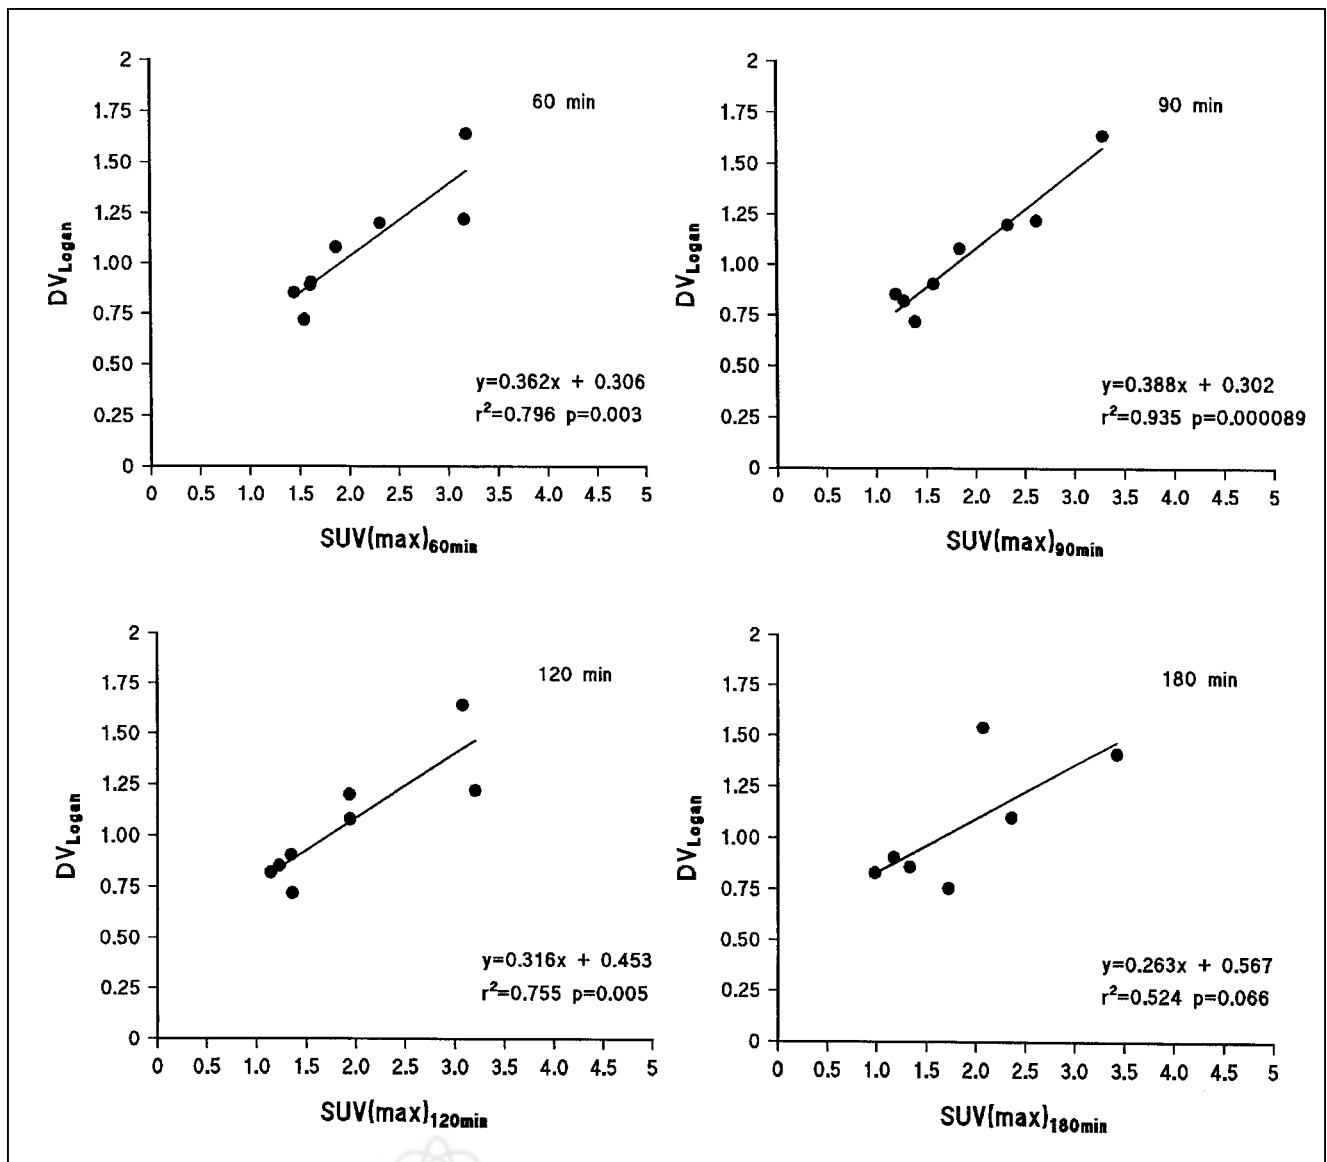 2
1.75
1.50
1.25
1.00
0.75
0.50
0.25
0
0 0.5 1.0 1.5 2.0 2.5 3.0 3.5 4.0 4.5 5
DV_Logan
60 min
y=0.362x + 0.306
r²=0.796 p=0.003
SUV(max)60min
2
1.75
1.50
1.25
1.00
0.75
0.50
0.25
0
0 0.5 1.0 1.5 2.0 2.5 3.0 3.5 4.0 4.5 5
DV_Logan
90 min
y=0.388x + 0.302
r²=0.935 p=0.000089
SUV(max)90min
2
1.75
1.50
1.25
1.00
0.75
0.50
0.25
0
0 0.5 1.0 1.5 2.0 2.5 3.0 3.5 4.0 4.5 5
DV_Logan
120 min
y=0.316x + 0.453
r²=0.755 p=0.005
SUV(max)120min
2
1.75
1.50
1.25
1.00
0.75
0.50
0.25
0
0 0.5 1.0 1.5 2.0 2.5 3.0 3.5 4.0 4.5 5
DV_Logan
180 min
y=0.263x + 0.567
r²=0.524 p=0.066
SUV(max)180min